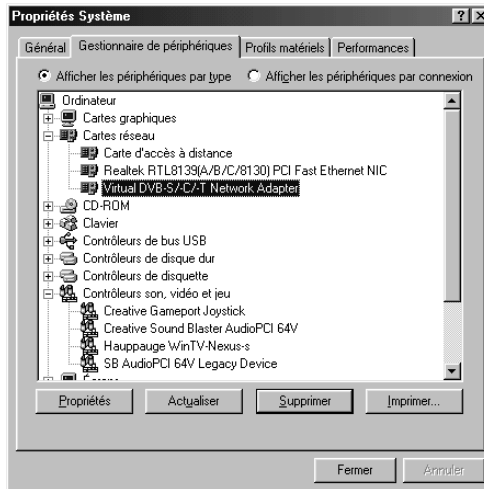 Propriétés Système
Général Gestionnaire de périphériques Profils matériels Performances
Afficher les périphériques par type Afficher les périphériques par connexion
Ordinateur
Cartes graphiques
Cartes réseau
Carte d'accès à distance
Realtek RTL8139(A/B/C/8130) PCI Fast Ethernet NIC
Virtual DVB-S/-C/-T Network Adapter
CD-ROM
Clavier
Contrôleurs de bus USB
Contrôleurs de disque dur
Contrôleurs de disquette
Contrôleurs son, vidéo et jeu
Creative Gameport Joystick
Creative Sound Blaster AudioPCI 64V
Hauppauge WinTV-Nexus-s
SB AudioPCI 64V Legacy Device
Propriétés Actualiser Supprimer Imprimer...
Fermer Annuler